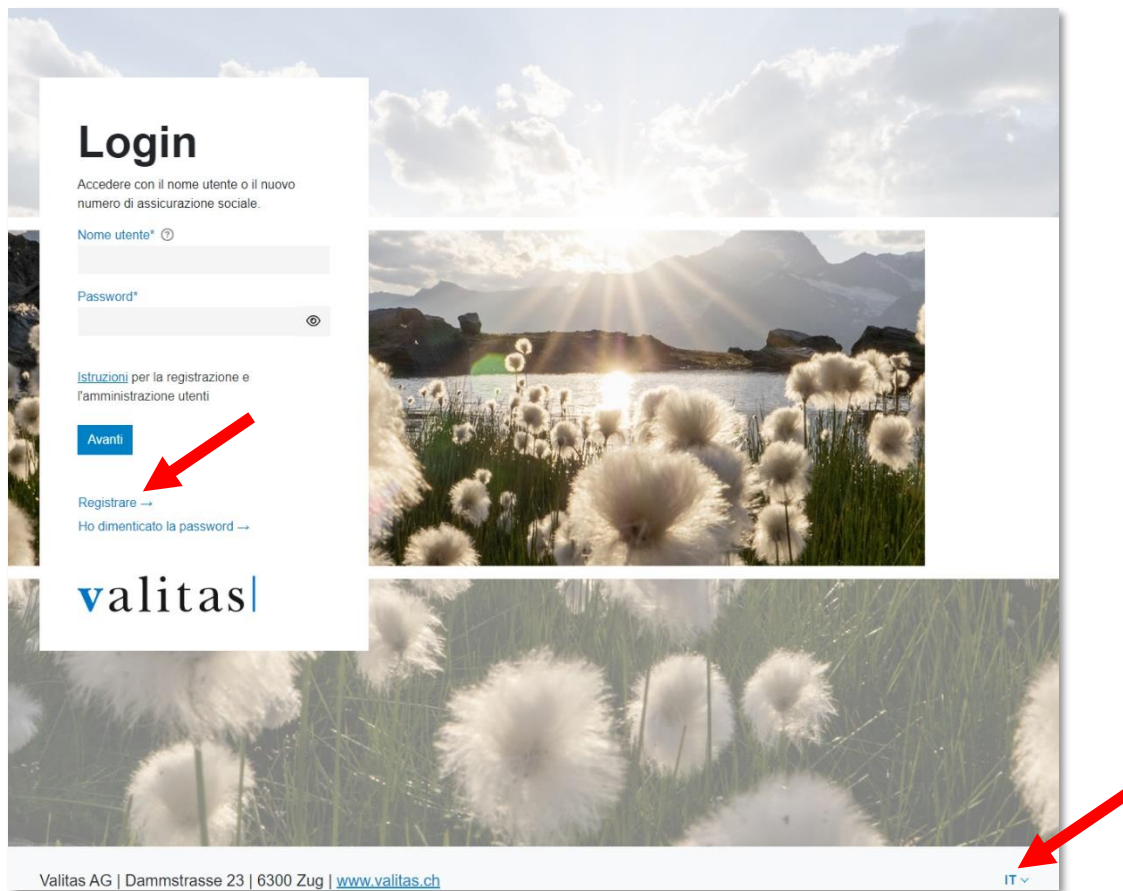 Login
Accedere con il nome utente o il nuovo
numero di assicurazione sociale.
Nome utente* ?
Password*
Istruzioni per la registrazione e
l'amministrazione utenti
Avanti
Registrare →
Ho dimenticato la password →
valitas|
Valitas AG | Dammstrasse 23 | 6300 Zug | www.valitas.ch
IT